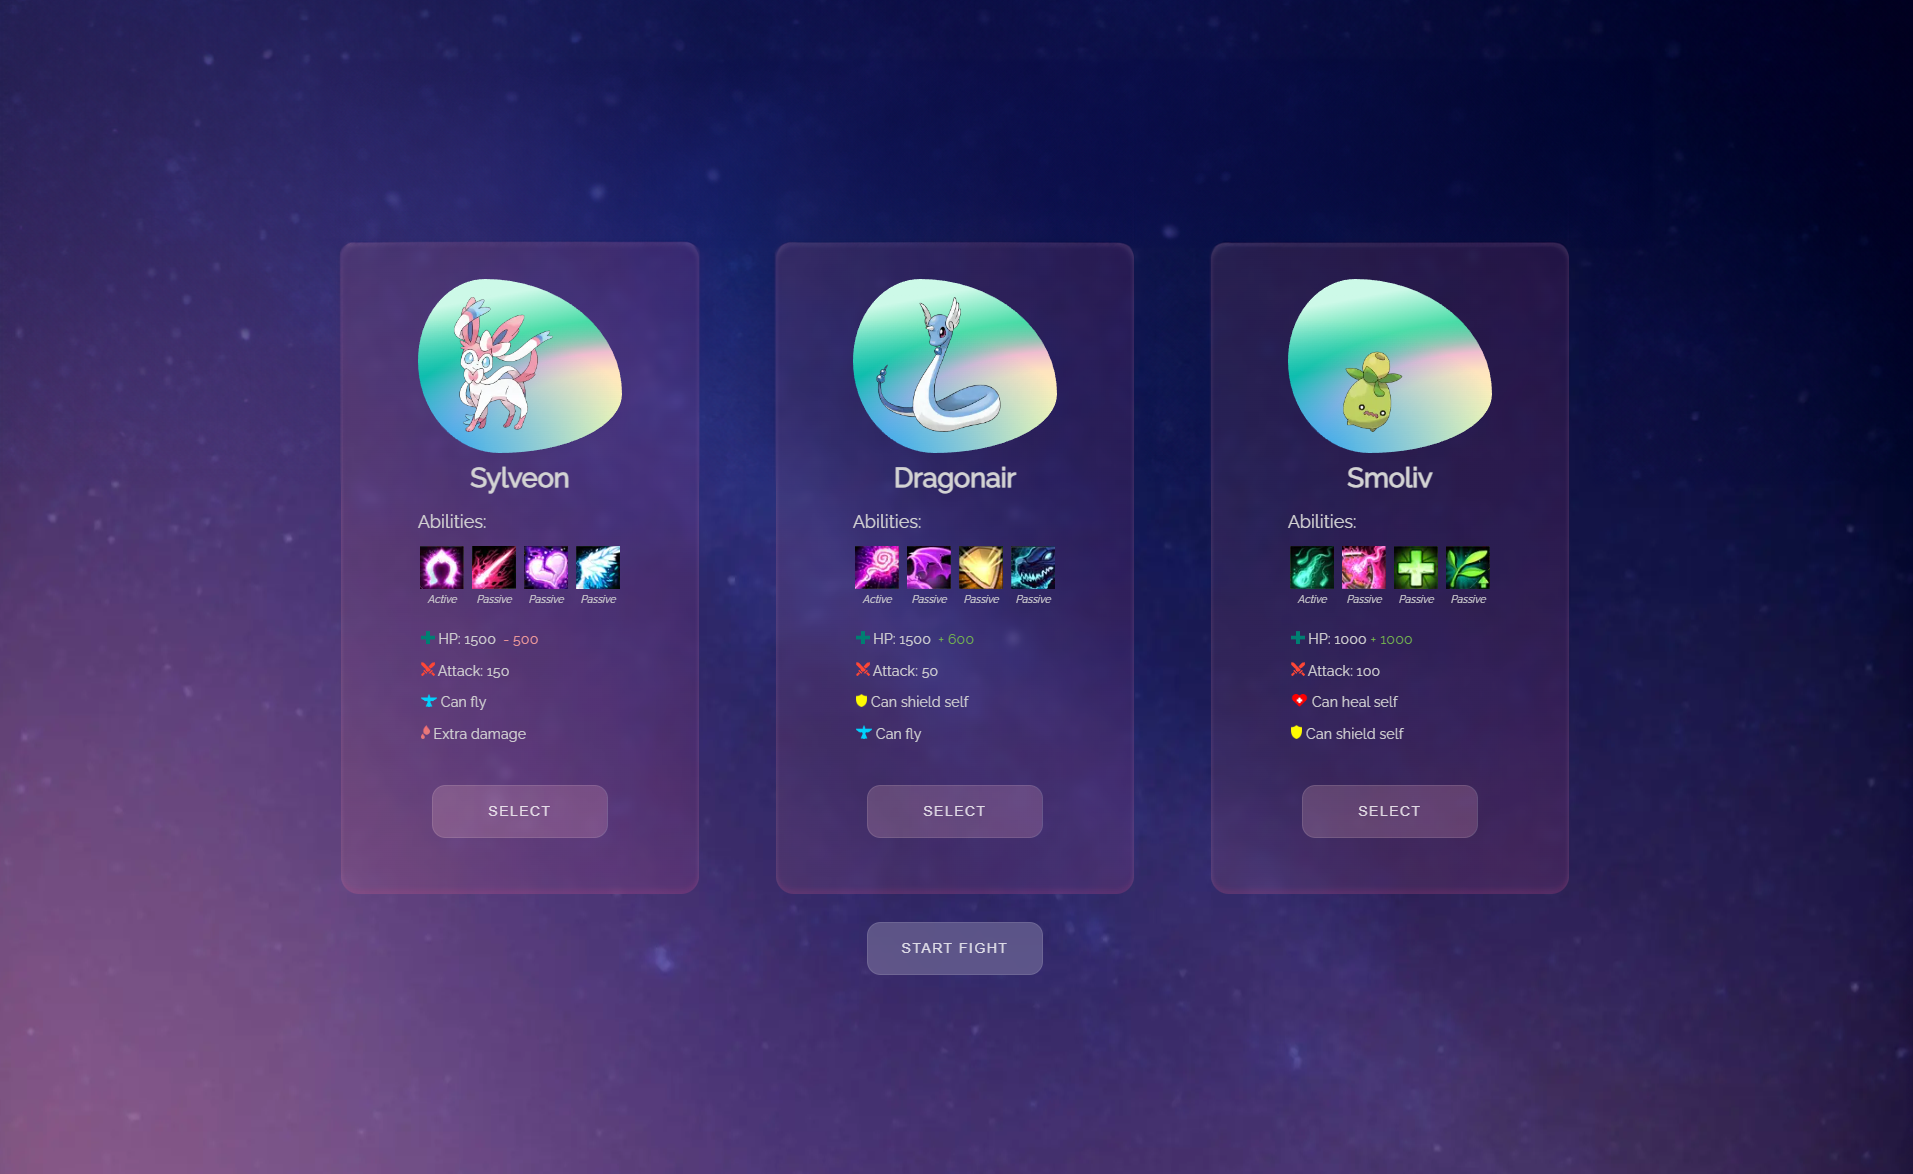 Sylveon
Abilities:
Active Passive Passive Passive
HP: 1500 - 500
Attack: 150
Can fly
Extra damage
SELECT
Dragonair
Abilities:
Active Passive Passive Passive
HP: 1500 + 600
Attack: 50
Can shield self
Can fly
SELECT
Smoliv
Abilities:
Active Passive Passive Passive
HP: 1000 + 1000
Attack: 100
Can heal self
Can shield self
SELECT
START FIGHT